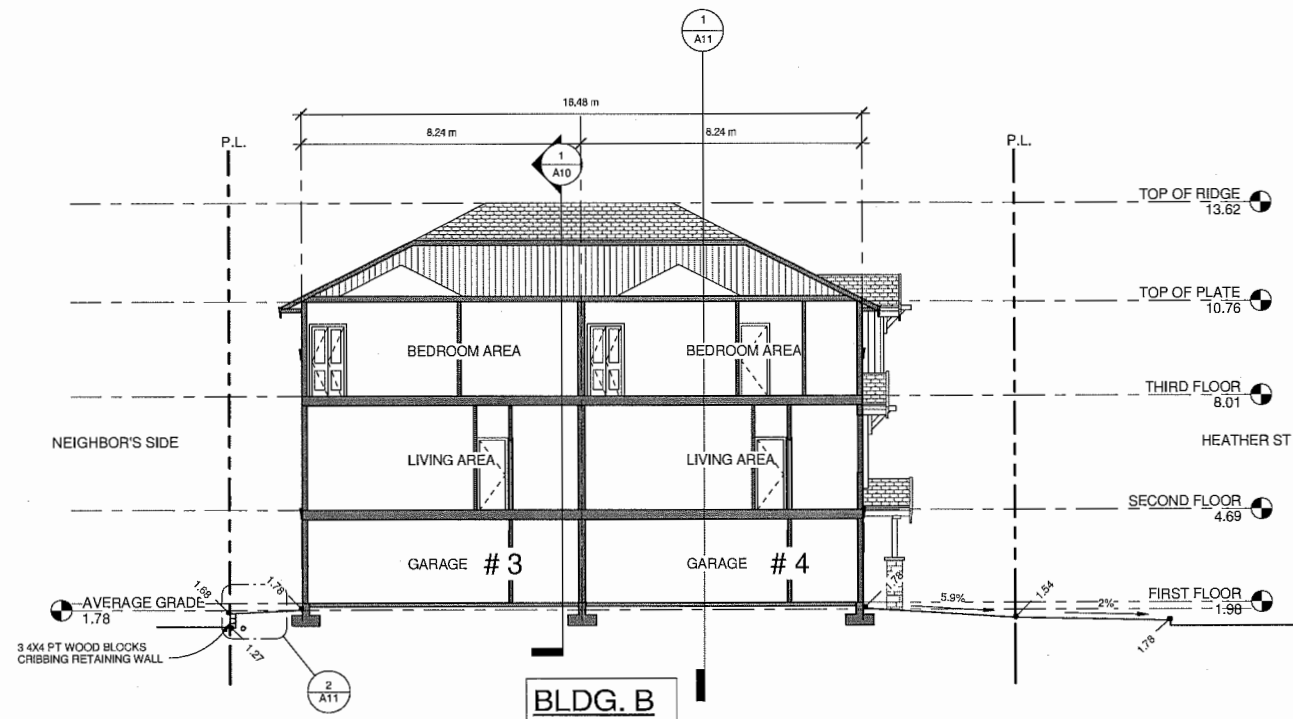 1
A11
16.48 m
8.24 m
8.24 m
P.L.
P.L.
1
A10
TOP OF RIDGE
13.62
TOP OF PLATE
10.76
BEDROOM AREA
BEDROOM AREA
THIRD FLOOR
8.01
NEIGHBOR'S SIDE
HEATHER ST
LIVING AREA
LIVING AREA
SECOND FLOOR
4.69
GARAGE
# 3
GARAGE
# 4
1.68
1.78
1.78
5.9%
1.54
2%
FIRST FLOOR
1.98
AVERAGE GRADE
1.78
1.27
1.78
3 4X4 PT WOOD BLOCKS
CRIBBING RETAINING WALL
2
A11
BLDG. B